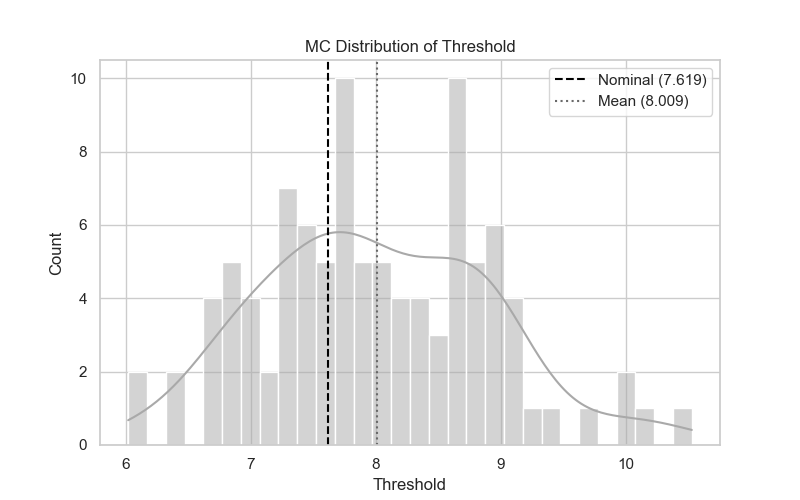 MC Distribution of Threshold
Nominal (7.619)
Mean (8.009)
Count
10
8
6
4
2
0
6 7 8 9 10
Threshold